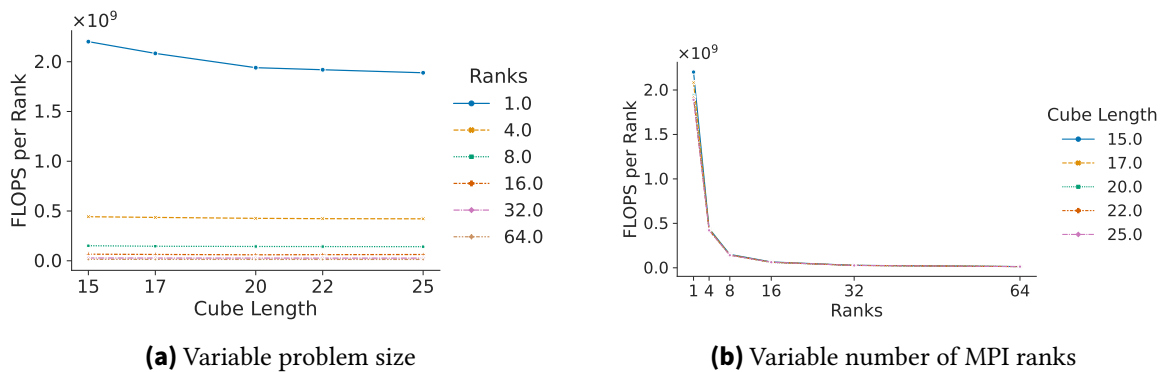 ×10⁹
2.0
1.5
1.0
0.5
0.0
FLOPS per Rank
15 17 20 22 25
Cube Length
Ranks
1.0
4.0
8.0
16.0
32.0
64.0
(a) Variable problem size
×10⁹
2.0
1.5
1.0
0.5
0.0
FLOPS per Rank
1 4 8 16 32 64
Ranks
Cube Length
15.0
17.0
20.0
22.0
25.0
(b) Variable number of MPI ranks